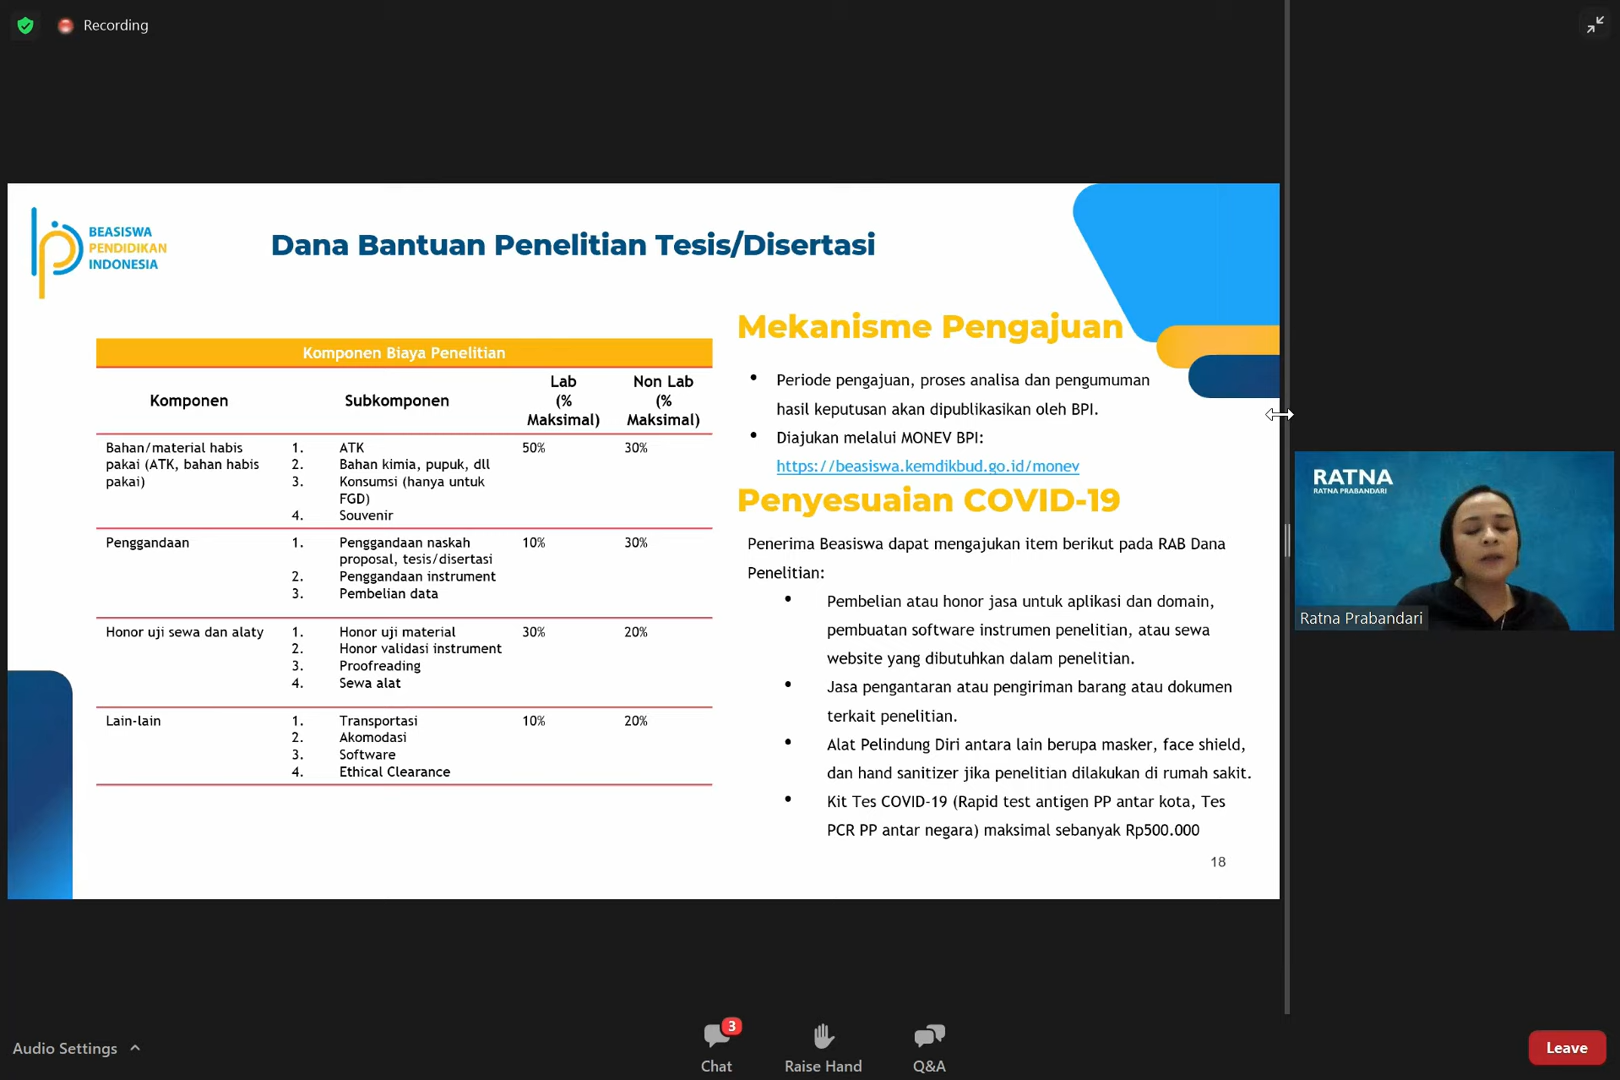 Recording
BEASISWA
PENDIDIKAN
INDONESIA
Dana Bantuan Penelitian Tesis/Disertasi
Komponen Biaya Penelitian
Komponen Subkomponen Lab (% Maksimal) Non Lab (% Maksimal)
Bahan/material habis pakai (ATK, bahan habis pakai)
1. ATK 50% 30%
2. Bahan kimia, pupuk, dll
3. Konsumsi (hanya untuk FGD)
4. Souvenir
Penggandaan
1. Penggandaan naskah proposal, tesis/disertasi 10% 30%
2. Penggandaan instrument
3. Pembelian data
Honor uji sewa dan alaty
1. Honor uji material 30% 20%
2. Honor validasi instrument
3. Proofreading
4. Sewa alat
Lain-lain
1. Transportasi 10% 20%
2. Akomodasi
3. Software
4. Ethical Clearance
Mekanisme Pengajuan
• Periode pengajuan, proses analisa dan pengumuman
hasil keputusan akan dipublikasikan oleh BPI.
• Diajukan melalui MONEV BPI:
https://beasiswa.kemdikbud.go.id/monev
Penyesuaian COVID-19
Penerima Beasiswa dapat mengajukan item berikut pada RAB Dana
Penelitian:
• Pembelian atau honor jasa untuk aplikasi dan domain,
pembuatan software instrumen penelitian, atau sewa
website yang dibutuhkan dalam penelitian.
• Jasa pengantaran atau pengiriman barang atau dokumen
terkait penelitian.
• Alat Pelindung Diri antara lain berupa masker, face shield,
dan hand sanitizer jika penelitian dilakukan di rumah sakit.
• Kit Tes COVID-19 (Rapid test antigen PP antar kota, Tes
PCR PP antar negara) maksimal sebanyak Rp500.000
18
RATNA
RATNA PRABANDARI
Ratna Prabandari
Audio Settings
3
Chat
Raise Hand
Q&A
Leave